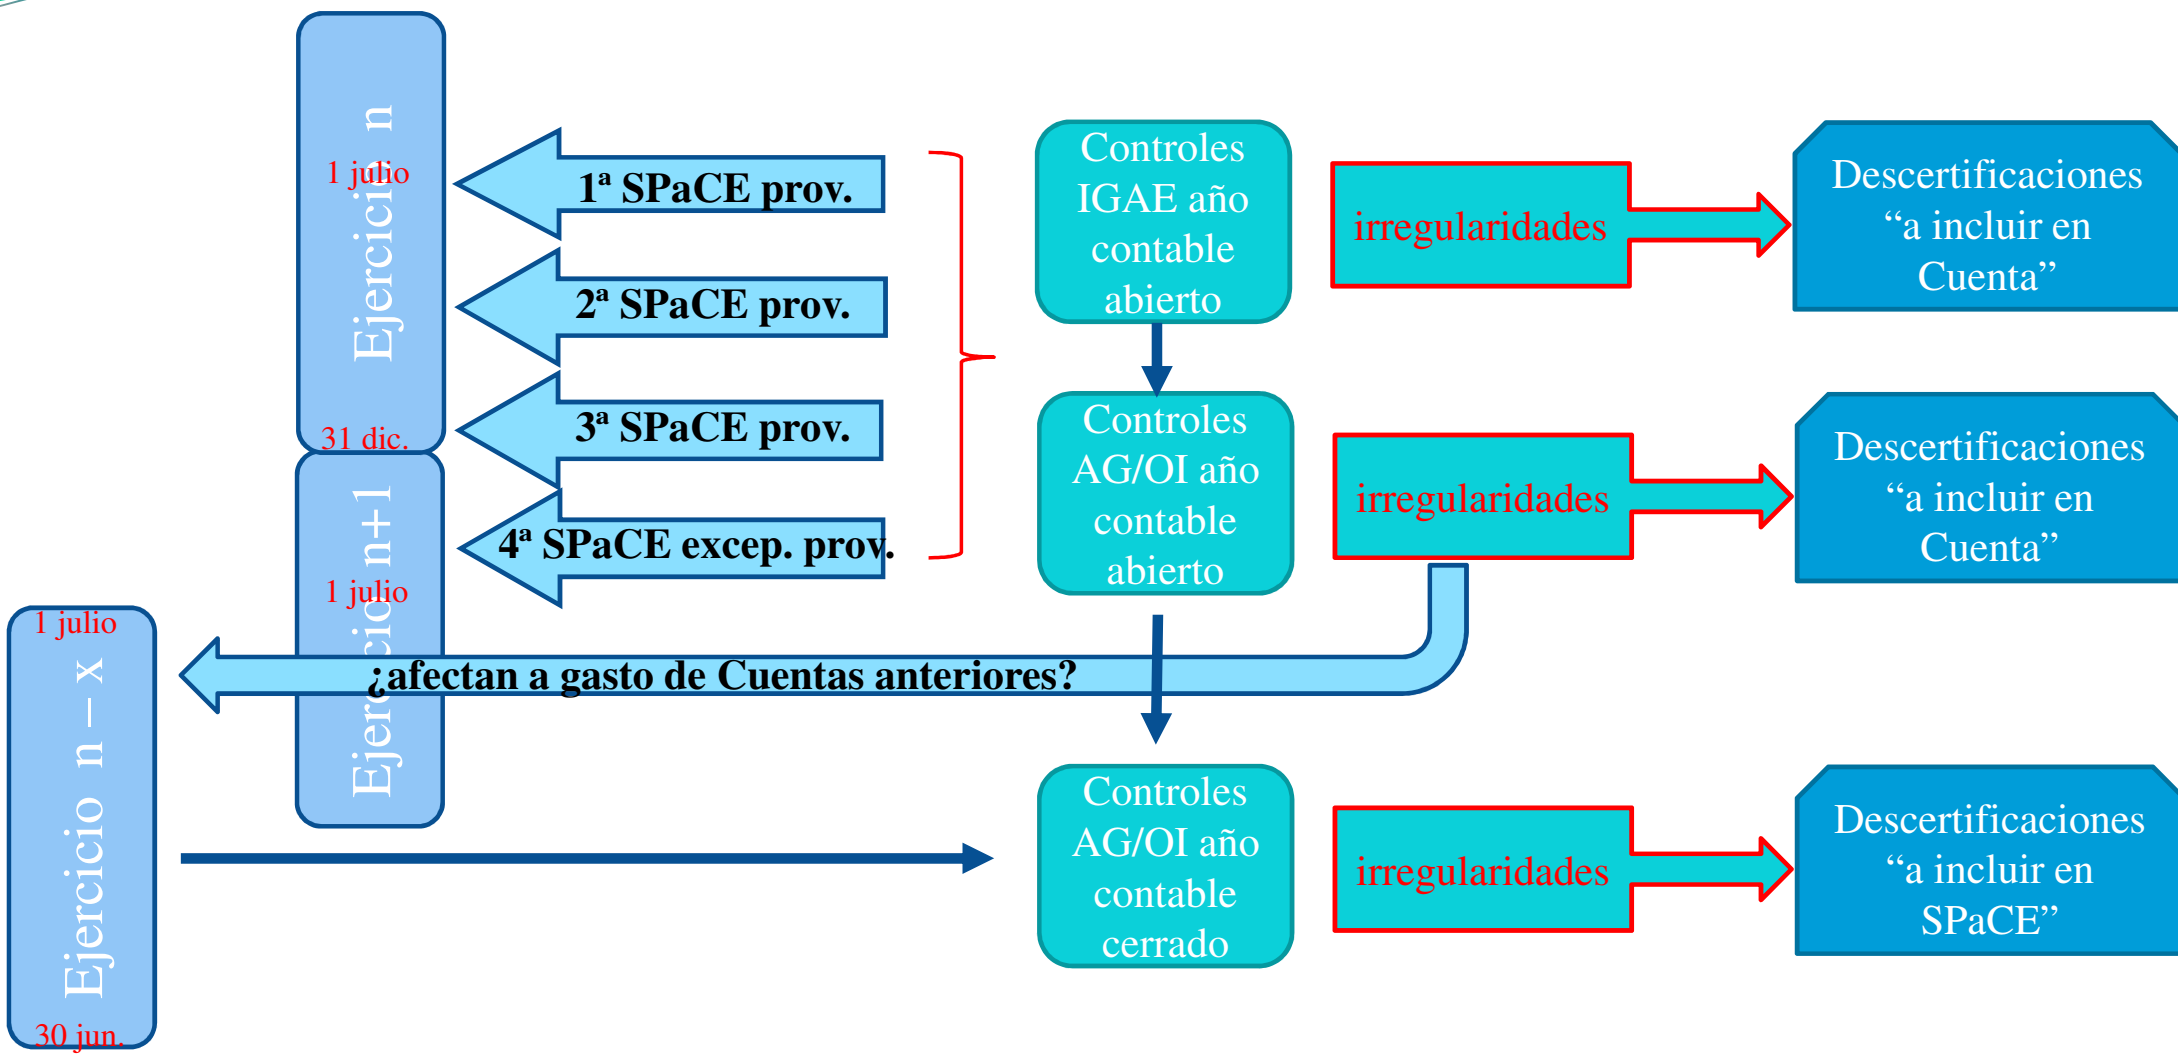 Ejercicio n
1 julio
31 dic.
Ejercicio n+1
1 julio
1ª SPaCE prov.
2ª SPaCE prov.
3ª SPaCE prov.
4ª SPaCE excep. prov.
Controles
IGAE año
contable
abierto
irregularidades
Descertificaciones
“a incluir en
Cuenta”
Controles
AG/OI año
contable
abierto
irregularidades
Descertificaciones
“a incluir en
Cuenta”
¿afectan a gasto de Cuentas anteriores?
1 julio
Ejercicio n – x
30 jun.
Controles
AG/OI año
contable
cerrado
irregularidades
Descertificaciones
“a incluir en
SPaCE”